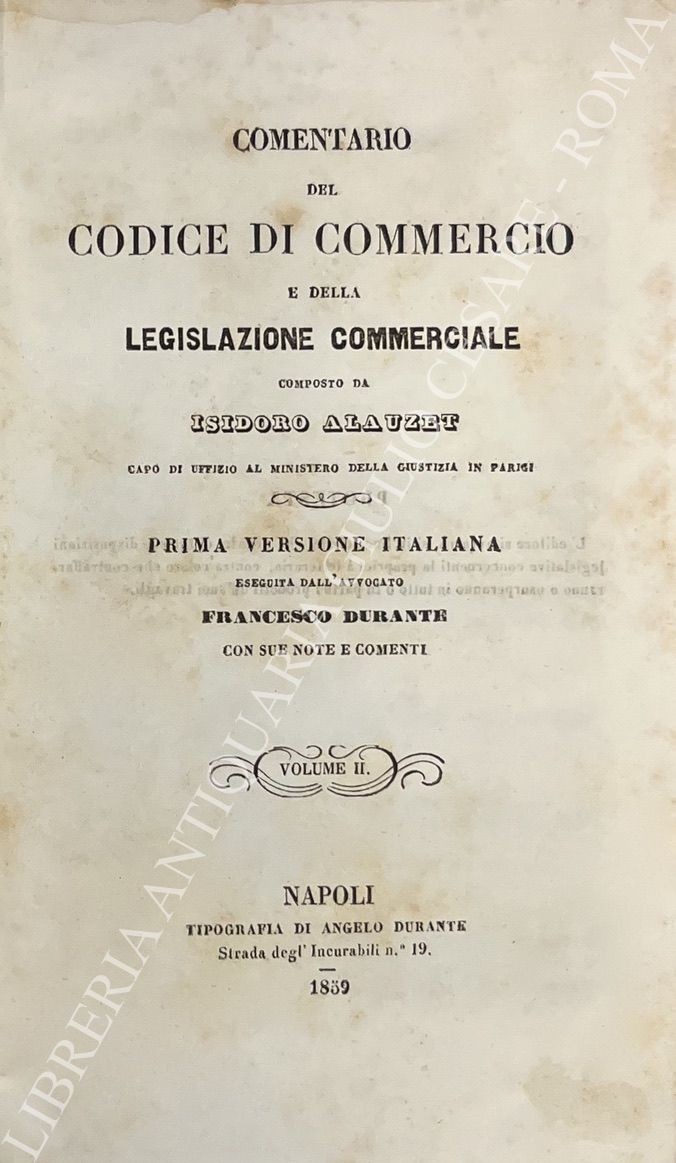 COMENTARIO
DEL
CODICE DI COMMERCIO
E DELLA
LEGISLAZIONE COMMERCIALE
COMPOSTO DA
ISIDORO ALAUZET
CAPO DI UFFIZIO AL MINISTERO DELLA GIUSTIZIA IN PARIGI
PRIMA VERSIONE ITALIANA
ESEGUITA DALL'AVVOCATO
FRANCESCO DURANTE
CON SUE NOTE E COMENTI
VOLUME II.
NAPOLI
TIPOGRAFIA DI ANGELO DURANTE
Strada degl' Incurabili n.° 19.
1859
LIBRERIA ANTIQUARIA GIULIO CESARE - ROMA